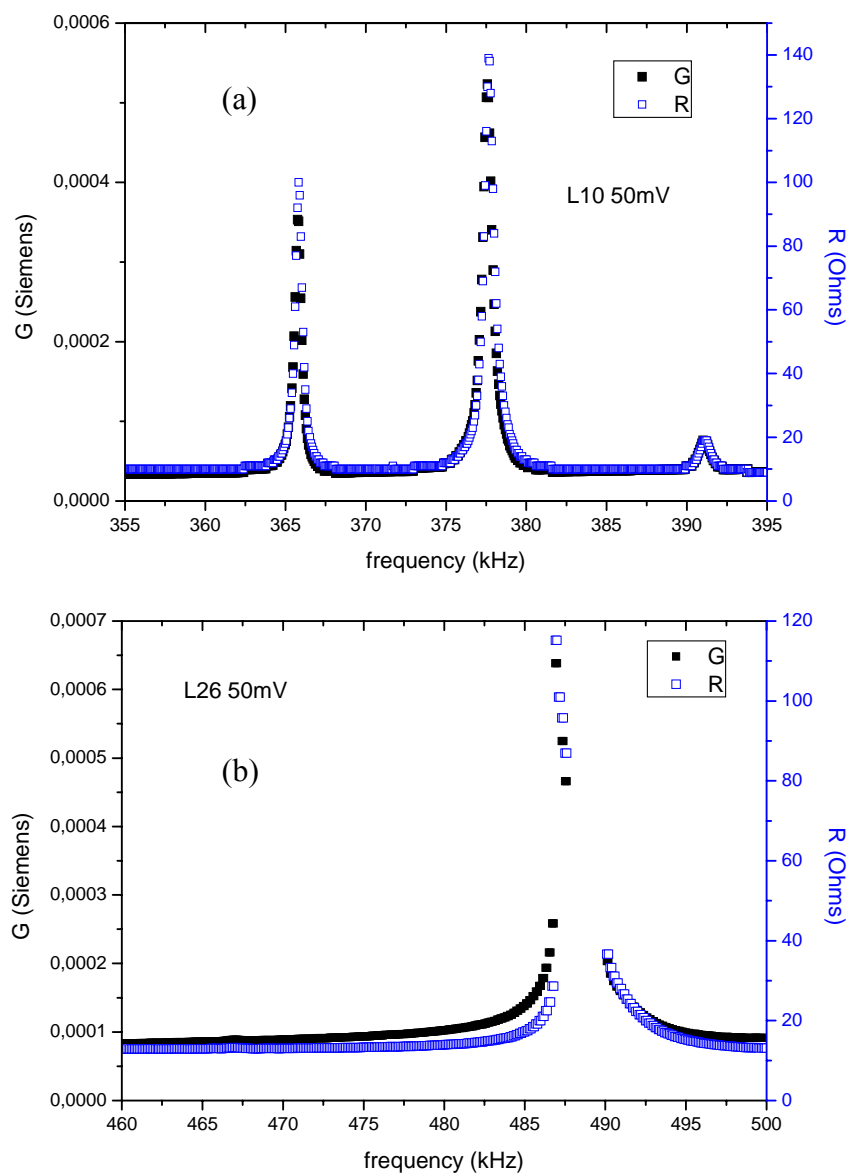 0,0006
0,0004
0,0002
0,0000
G (Siemens)
(a)
G
R
L10 50mV
140
120
100
80
60
40
20
0
R (Ohms)
355 360 365 370 375 380 385 390 395
frequency (kHz)
0,0007
0,0006
0,0005
0,0004
0,0003
0,0002
0,0001
0,0000
G (Siemens)
L26 50mV
(b)
G
R
120
100
80
60
40
20
0
R (Ohms)
460 465 470 475 480 485 490 495 500
frequency (kHz)